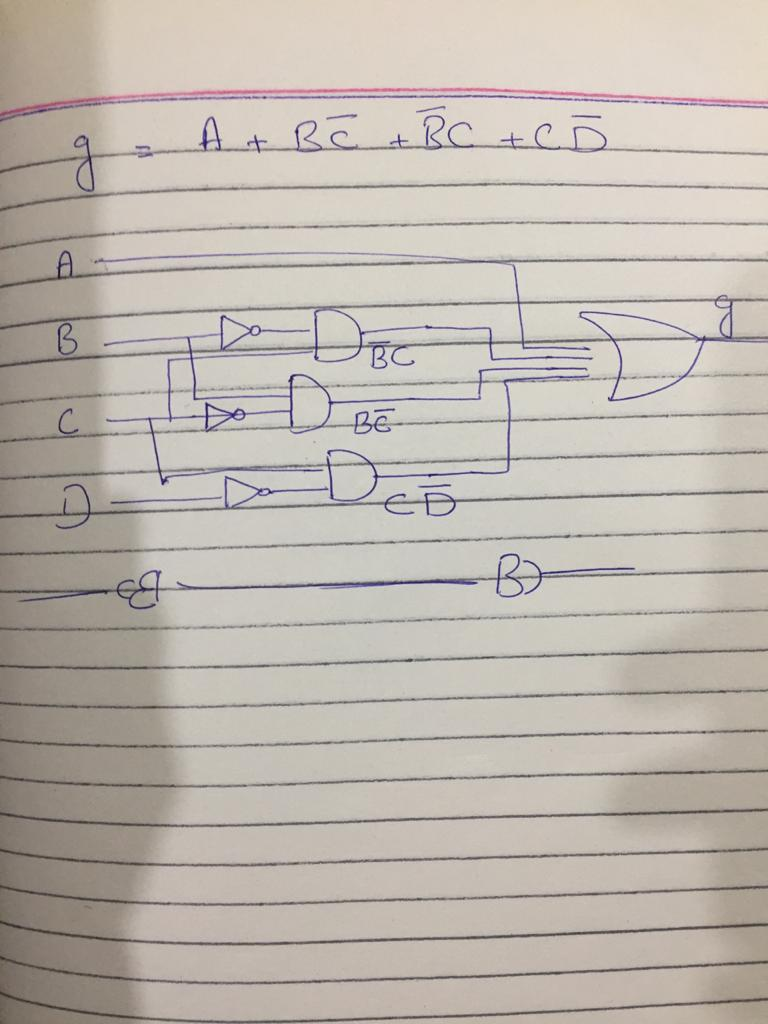 g = A + BC̅ + B̅C + CD̅
A
g
B
B̅C
C
BC̅
D
CD̅